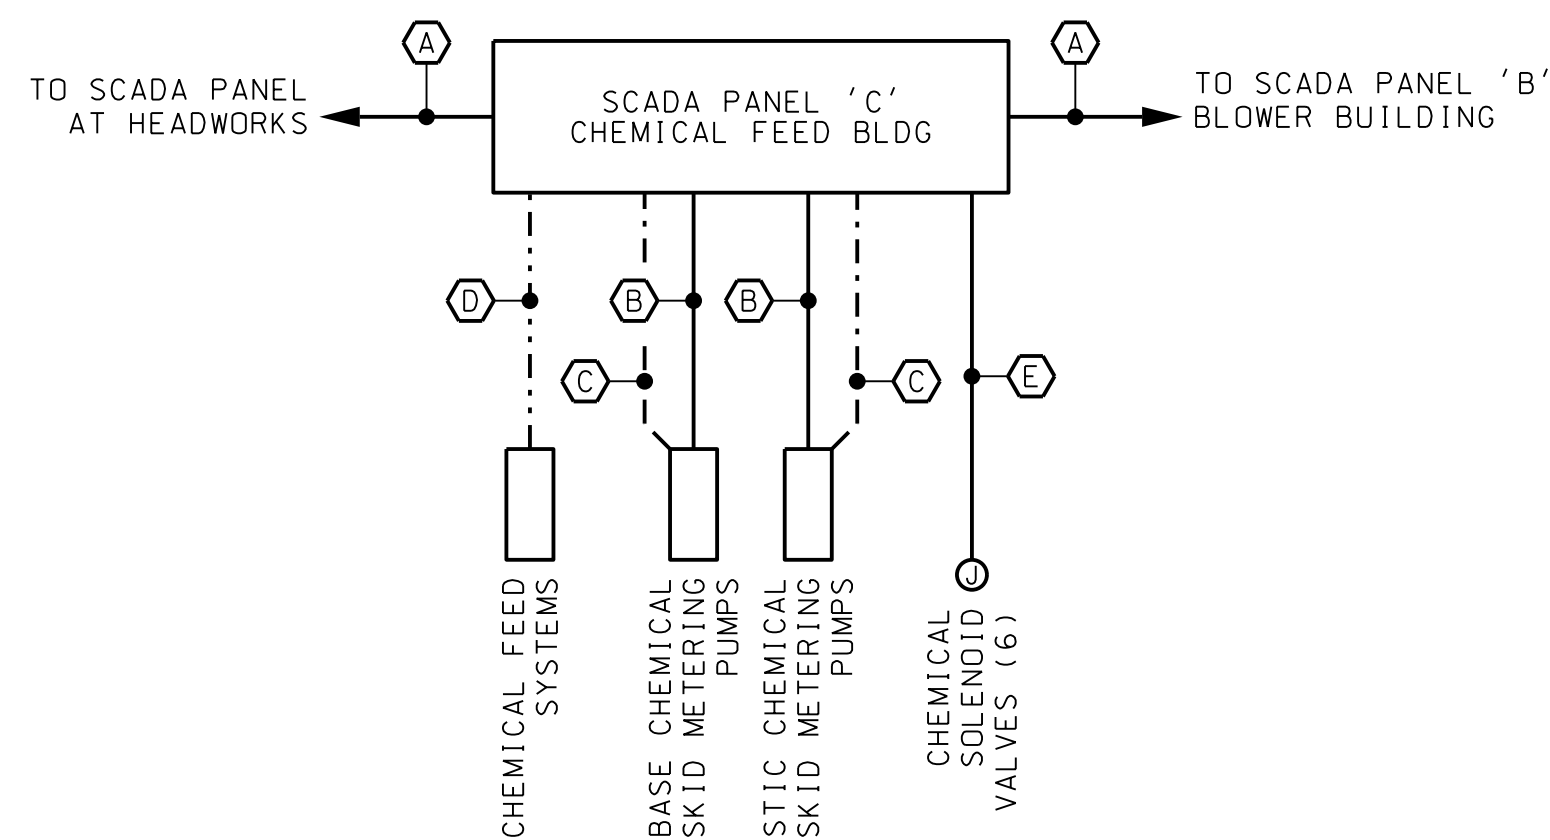 A
A
TO SCADA PANEL
AT HEADWORKS
SCADA PANEL 'C'
CHEMICAL FEED BLDG
TO SCADA PANEL 'B'
BLOWER BUILDING
D
B
B
C
C
E
J
CHEMICAL FEED
SYSTEMS
BASE CHEMICAL
SKID METERING
PUMPS
STIC CHEMICAL
SKID METERING
PUMPS
CHEMICAL
SOLENOID
VALVES (6)